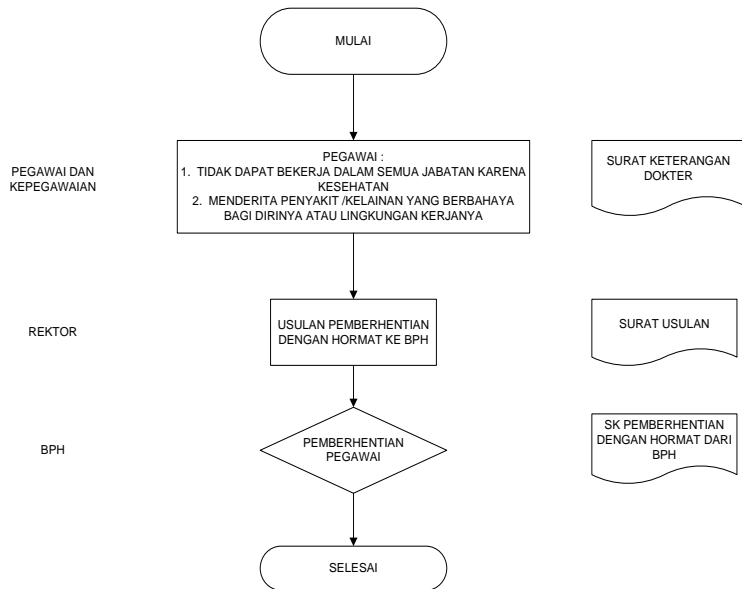 MULAI
PEGAWAI DAN
KEPEGAWAIAN
PEGAWAI :
1. TIDAK DAPAT BEKERJA DALAM SEMUA JABATAN KARENA
KESEHATAN
2. MENDERITA PENYAKIT /KELAINAN YANG BERBAHAYA
BAGI DIRINYA ATAU LINGKUNGAN KERJANYA
SURAT KETERANGAN
DOKTER
REKTOR
USULAN PEMBERHENTIAN
DENGAN HORMAT KE BPH
SURAT USULAN
BPH
PEMBERHENTIAN
PEGAWAI
SK PEMBERHENTIAN
DENGAN HORMAT DARI
BPH
SELESAI